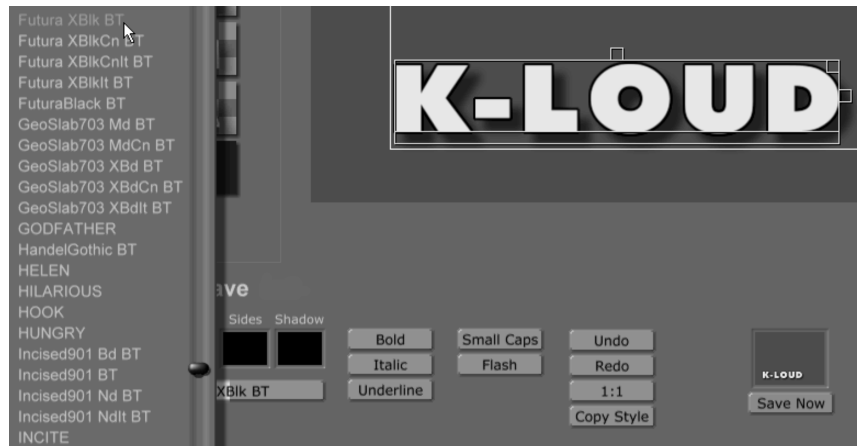 Futura XBlk BT
Futura XBlkCn BT
Futura XBlkCnIt BT
Futura XBlkIt BT
FuturaBlack BT
GeoSlab703 Md BT
GeoSlab703 MdCn BT
GeoSlab703 XBd BT
GeoSlab703 XBdCn BT
GeoSlab703 XBdIt BT
GODFATHER
HandelGothic BT
HELEN
HILARIOUS
HOOK
HUNGRY
Incised901 Bd BT
Incised901 BT
Incised901 Nd BT
Incised901 NdIt BT
INCITE
K-LOUD
ave
Sides Shadow
XBlk BT
Bold
Italic
Underline
Small Caps
Flash
Undo
Redo
1:1
Copy Style
K-LOUD
Save Now